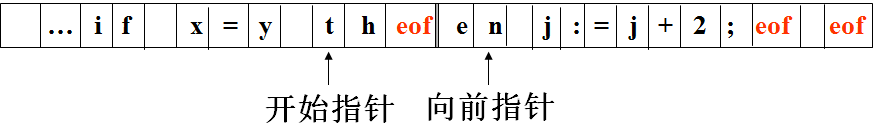 … i f x = y t h eof e n j : = j + 2 ; eof eof
开始指针 向前指针